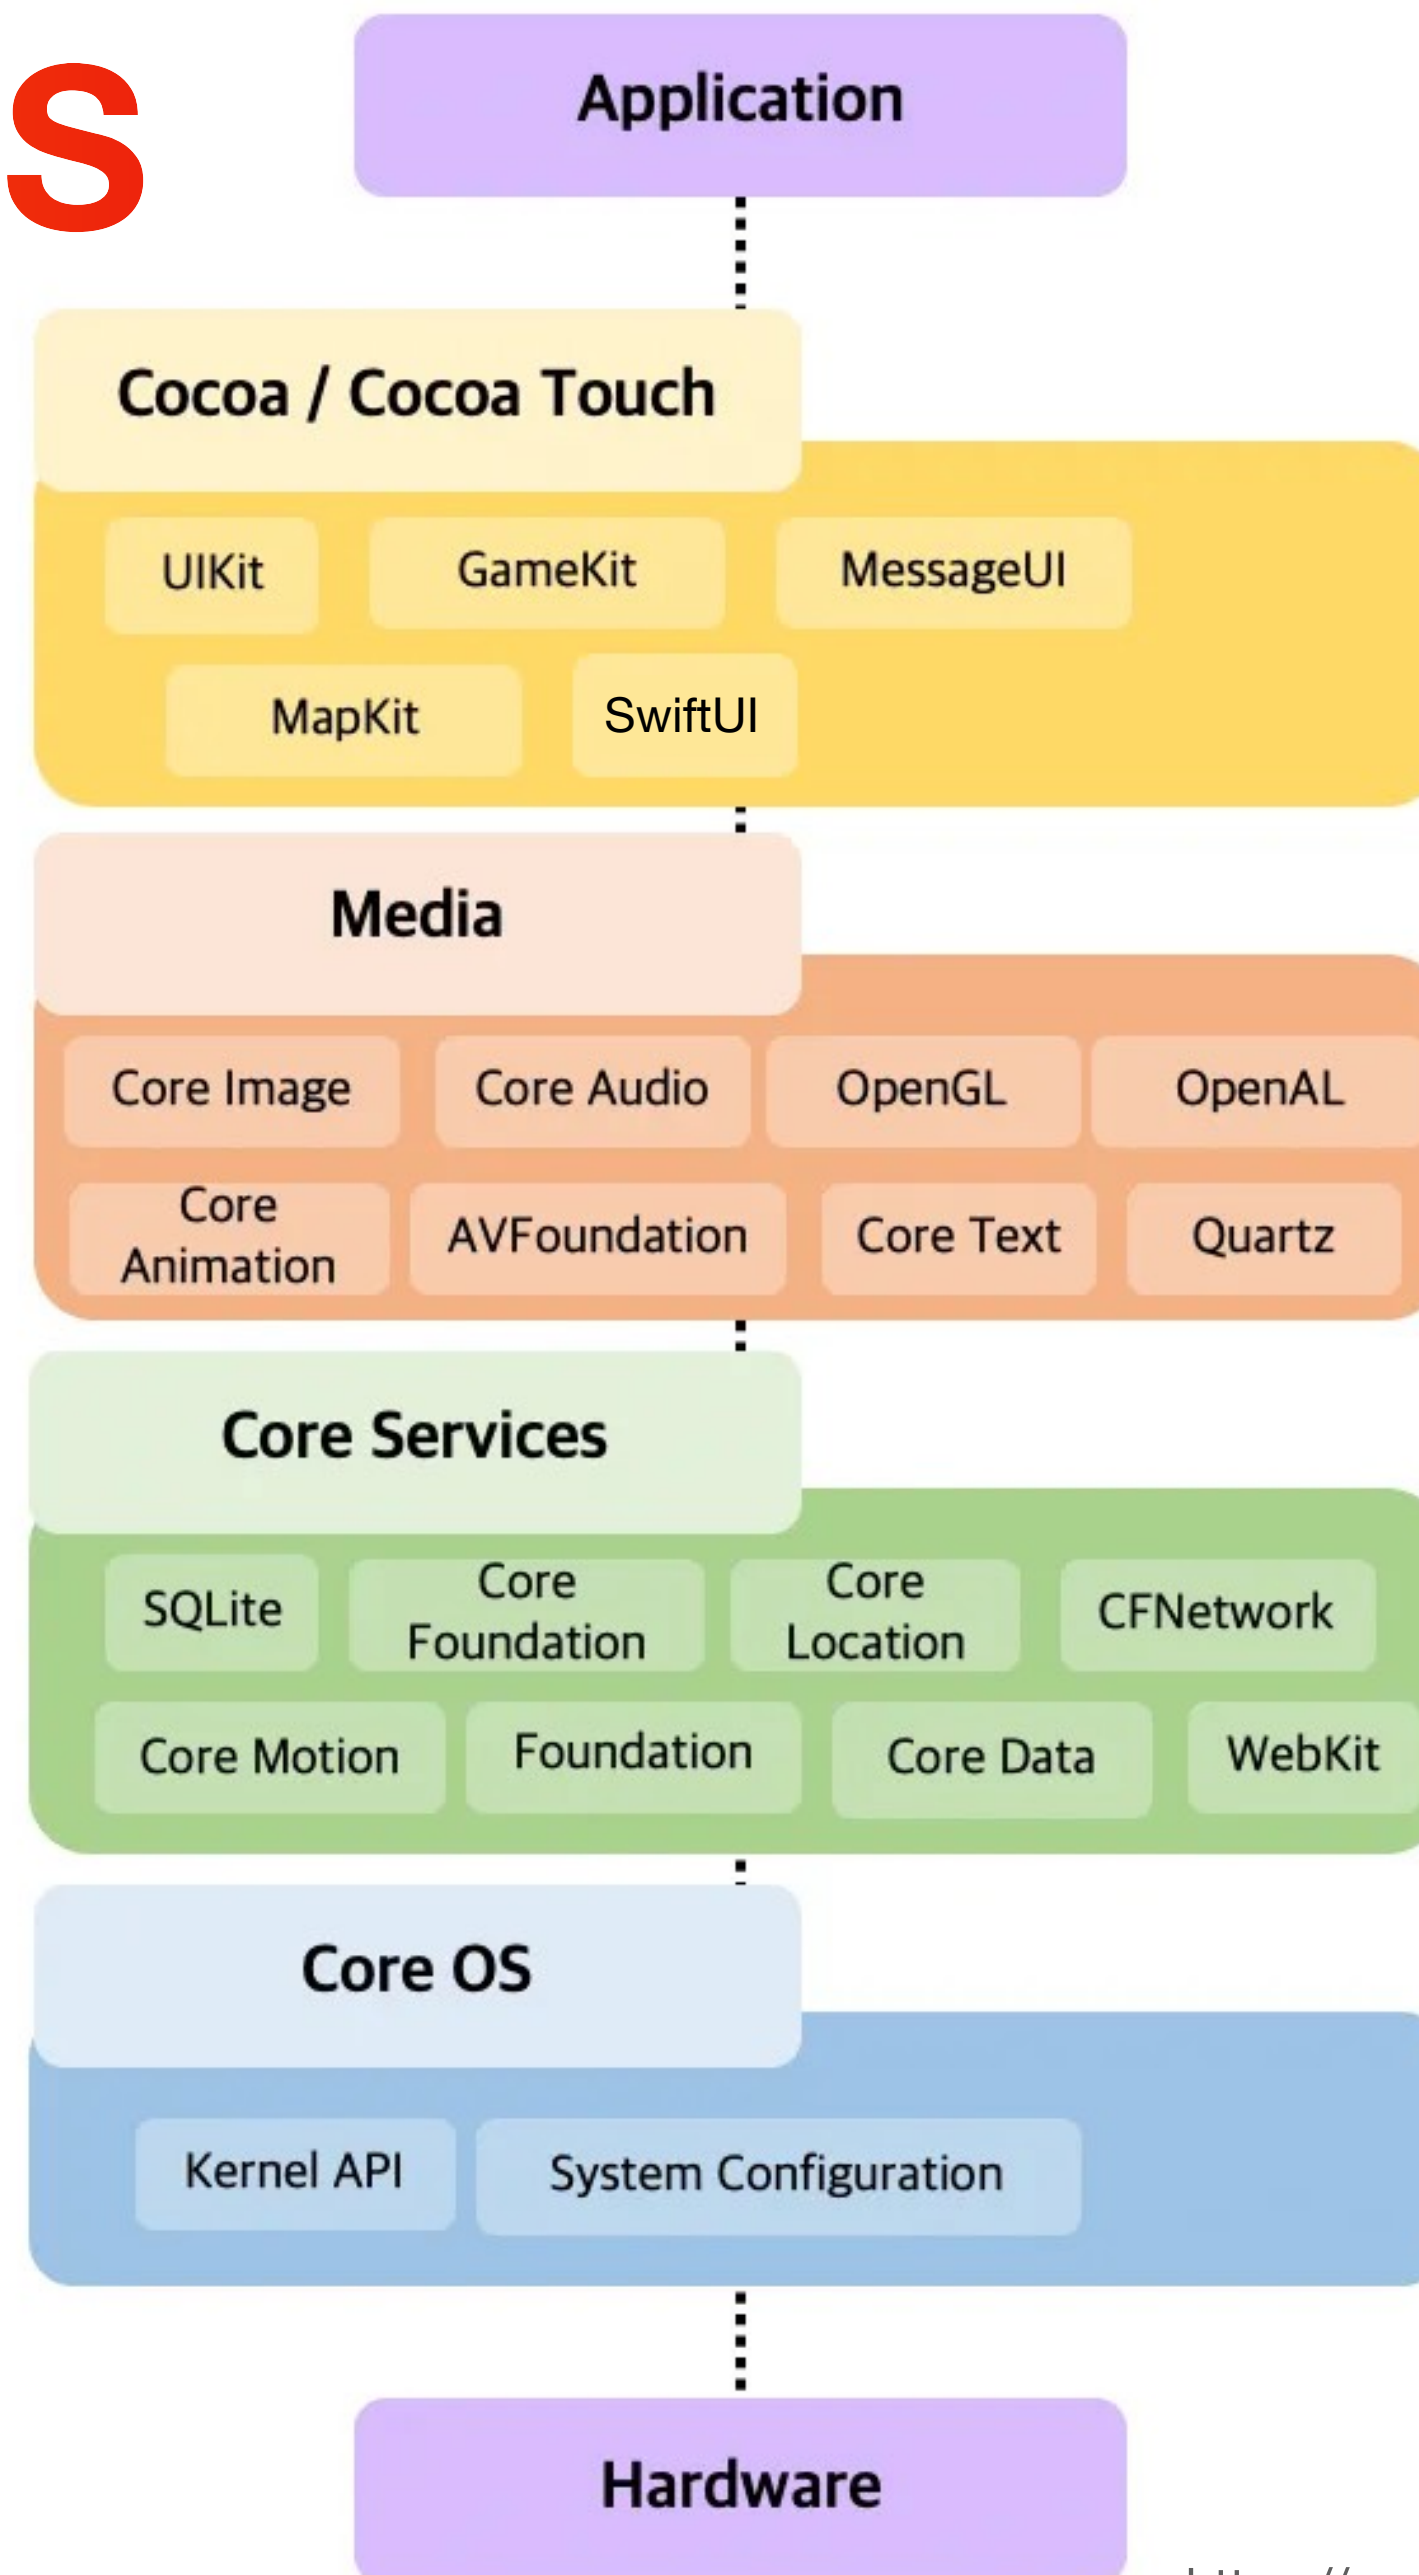 S
Application
Cocoa / Cocoa Touch
UIKit GameKit MessageUI
MapKit SwiftUI
Media
Core Image Core Audio OpenGL OpenAL
Core Animation AVFoundation Core Text Quartz
Core Services
SQLite Core Foundation Core Location CFNetwork
Core Motion Foundation Core Data WebKit
Core OS
Kernel API System Configuration
Hardware